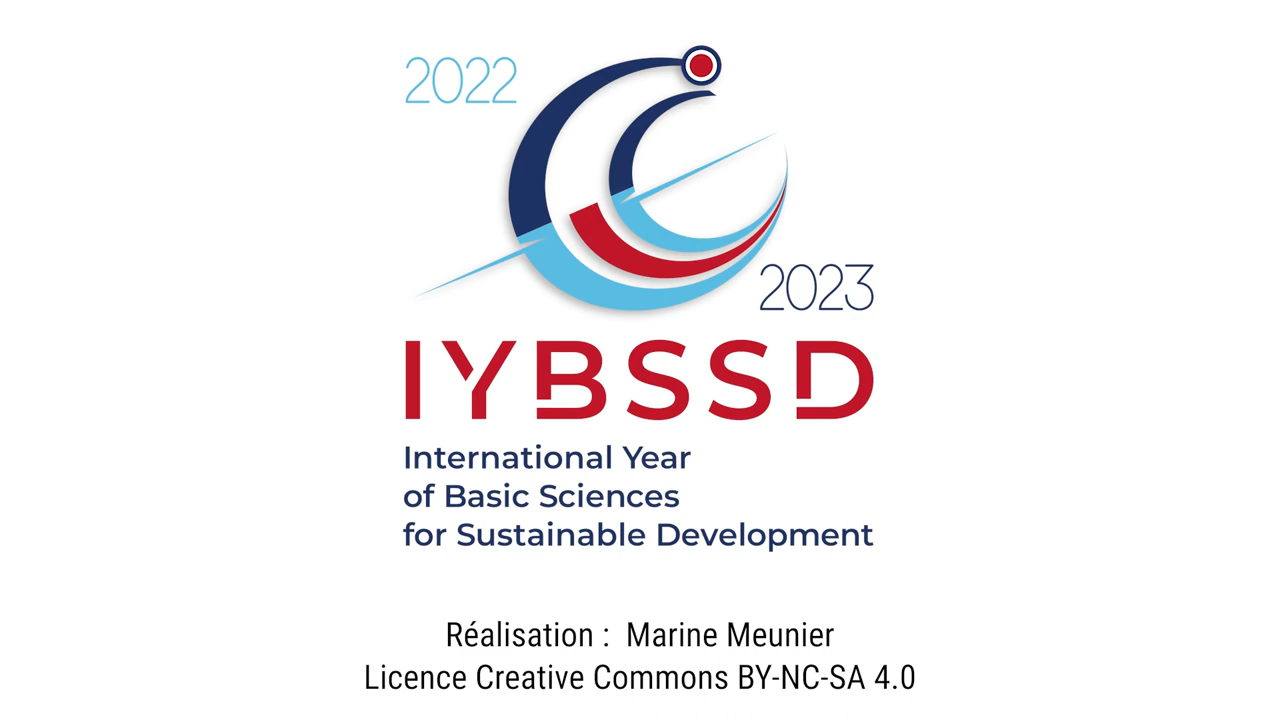 2022
2023
IYBSSD
International Year
of Basic Sciences
for Sustainable Development
Réalisation :  Marine Meunier
Licence Creative Commons BY-NC-SA 4.0